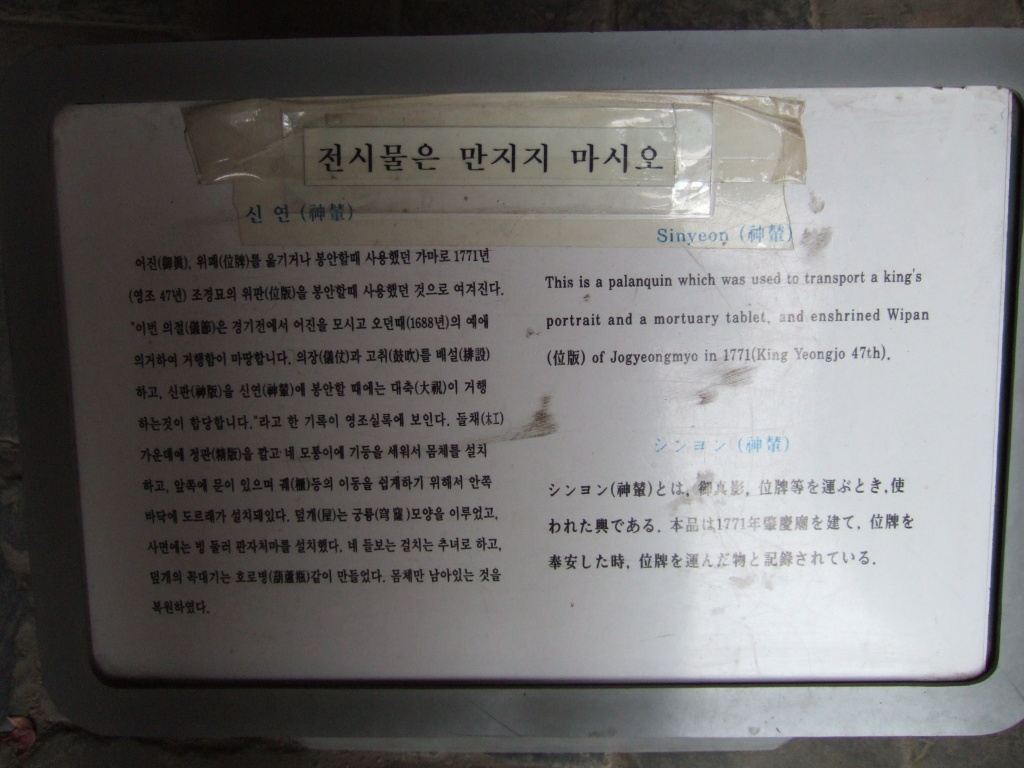 전시물은 만지지 마시오
신 연 (神輦)
어진(御眞), 위패(位牌)를 옮기거나 봉안할때 사용했던 가마로 1771년
(영조 47년) 조경묘의 위판(位版)을 봉안할때 사용했던 것으로 여겨진다.
"이번 의절(儀節)은 경기전에서 어진을 모시고 오던때(1688년)의 예에
의거하여 거행함이 마땅합니다. 의장(儀仗)과 고취(鼓吹)를 배설(排設)
하고, 신판(神版)을 신연(神輦)에 봉안할 때에는 대축(大祝)이 거행
하는것이 합당합니다."라고 한 기록이 영조실록에 보인다. 들채(木工)
가운데에 정판(精版)을 깔고 네 모퉁이에 기둥을 세워서 몸체를 설치
하고, 앞쪽에 문이 있으며 궤(櫃)등의 이동을 쉽게하기 위해서 안쪽
바닥에 도르래가 설치돼있다. 덮개(屋)는 궁륭(穹窿)모양을 이루었고,
사면에는 빙 둘러 판자처마를 설치했다. 네 들보는 걸치는 추녀로 하고,
덮개의 꼭대기는 호로병(葫蘆瓶)같이 만들었다. 몸체만 남아있는 것을
복원하였다.
Sinyeon (神輦)
This is a palanquin which was used to transport a king's
portrait and a mortuary tablet, and enshrined Wipan
(位版) of Jogyeongmyo in 1771(King Yeongjo 47th).
シンヨン (神輦)
シンヨン(神輦)とは, 御真影, 位牌等を運ぶとき,使
われた輿である. 本品は1771年肇慶廟を建て, 位牌を
奉安した時, 位牌を運んだ物と記録されている.